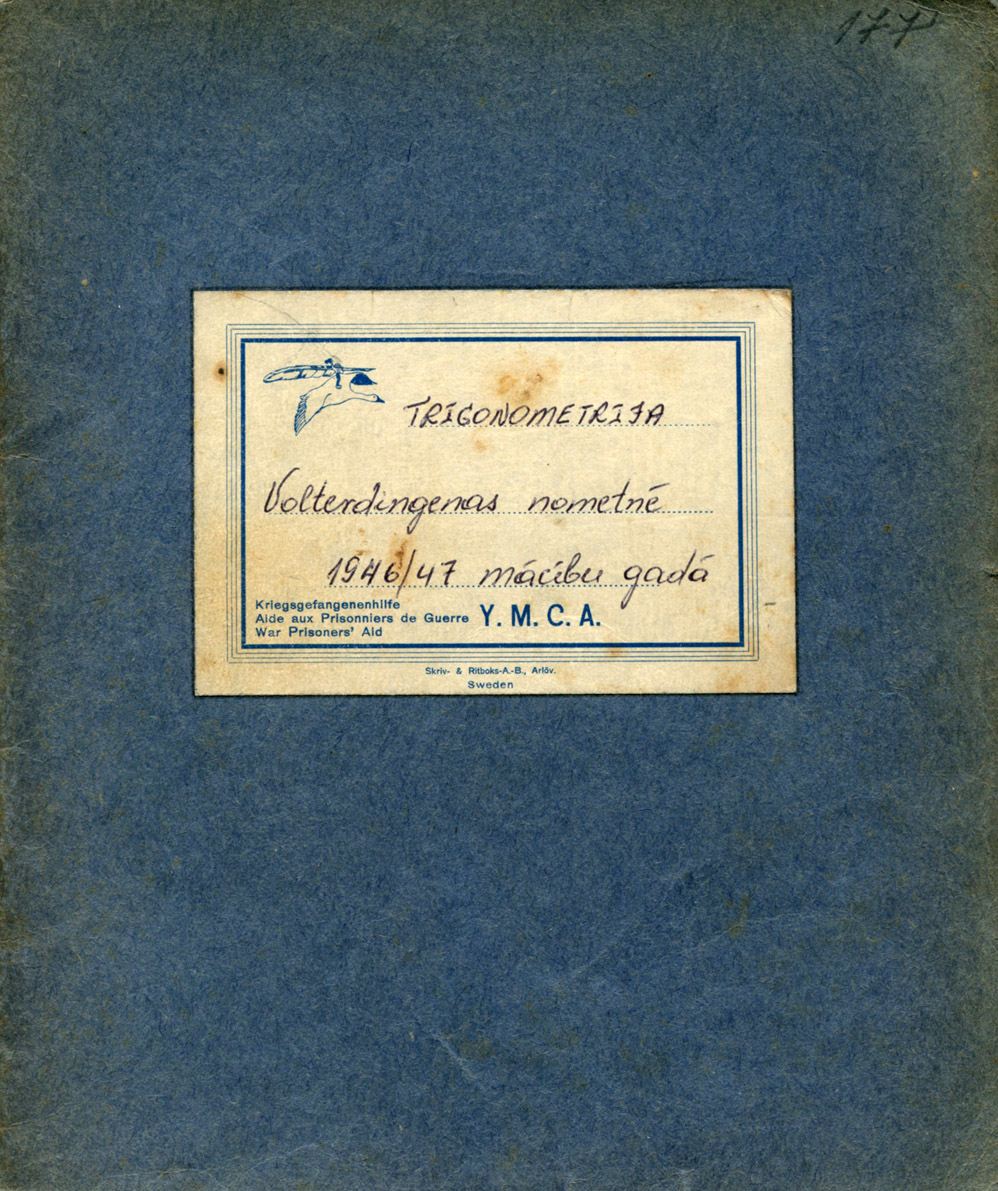 177
TRIGONOMETRIJA
Volterdingenas nometnē
1946/47 mācību gadā
Kriegsgefangenenhilfe
Aide aux Prisonniers de Guerre Y. M. C. A.
War Prisoners' Aid
Skriv- & Ritboks-A.-B., Arlöv.
Sweden